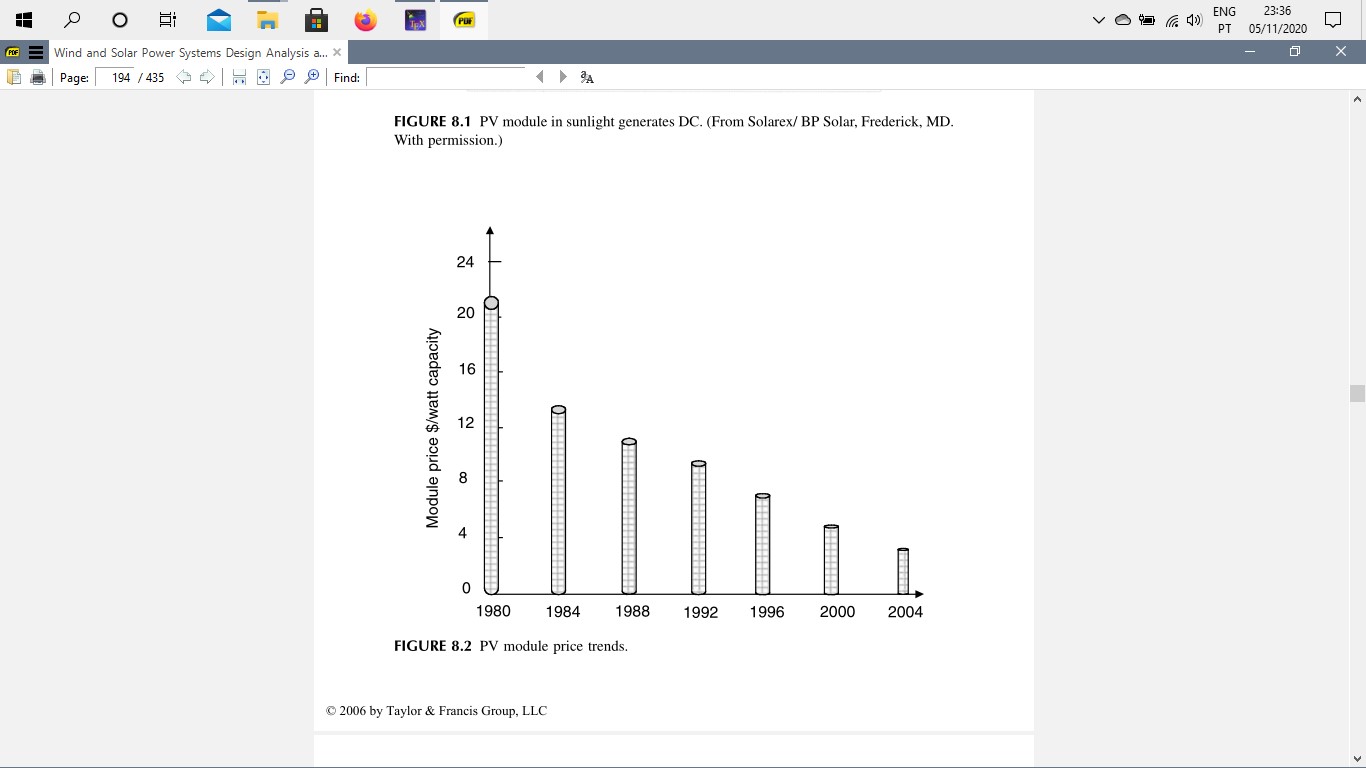 ENG
PT
23:36
05/11/2020
PDF
Wind and Solar Power Systems Design Analysis a...
Page: 194 / 435 Find:
FIGURE 8.1 PV module in sunlight generates DC. (From Solarex/ BP Solar, Frederick, MD.
With permission.)
Module price $/watt capacity
24
20
16
12
8
4
0
1980 1984 1988 1992 1996 2000 2004
FIGURE 8.2 PV module price trends.
© 2006 by Taylor & Francis Group, LLC